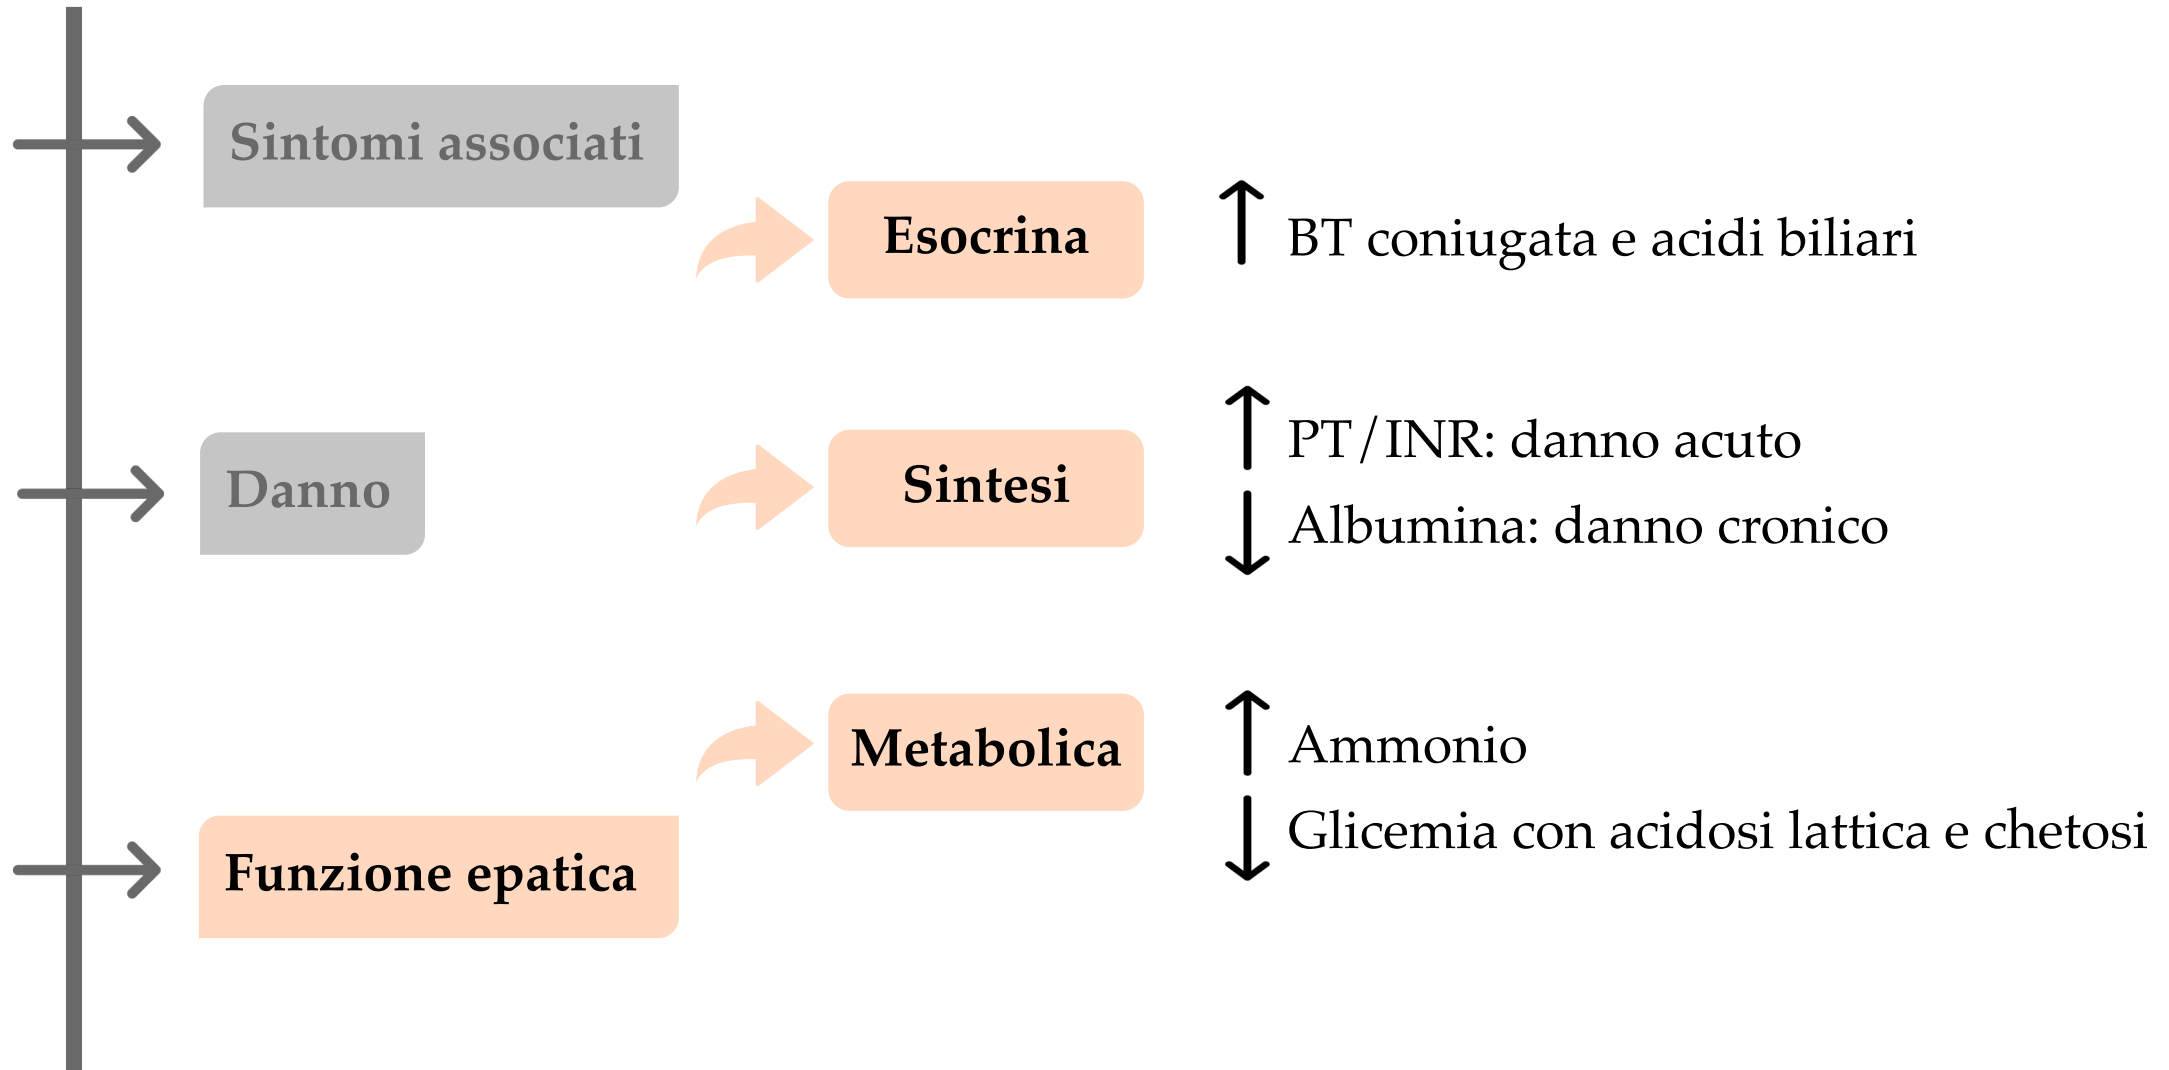 Sintomi associati
Esocrina
BT coniugata e acidi biliari
Danno
Sintesi
PT/INR: danno acuto
Albumina: danno cronico
Funzione epatica
Metabolica
Ammonio
Glicemia con acidosi lattica e chetosi